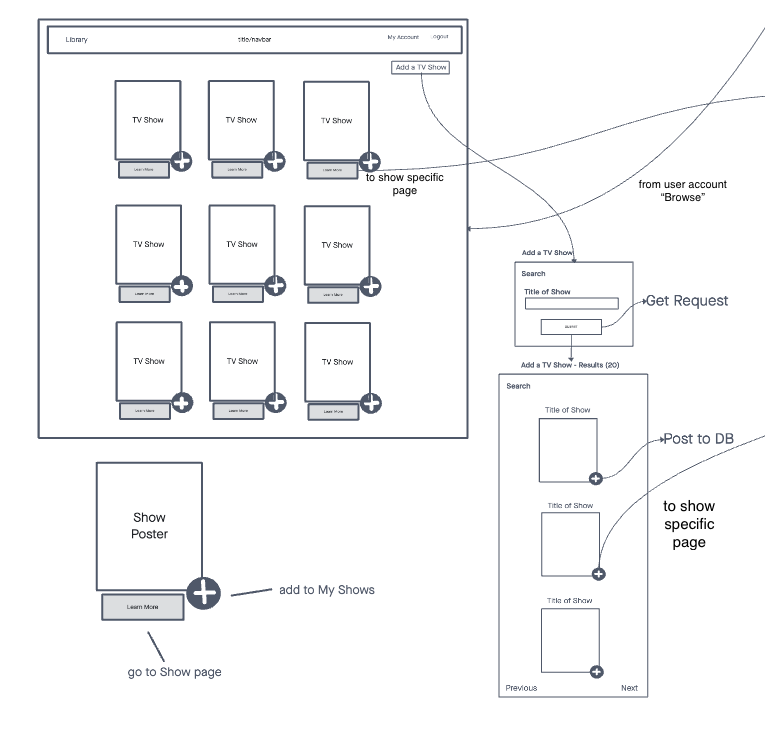 Library
title/navbar
My Account
Logout
Add a TV Show
TV Show
TV Show
TV Show
Learn More
Learn More
Learn More
to show specific
page
from user account
“Browse”
TV Show
TV Show
TV Show
Learn More
Learn More
Learn More
TV Show
TV Show
TV Show
Learn More
Learn More
Learn More
Add a TV Show
Search
Title of Show
SUBMIT
Get Request
Add a TV Show - Results (20)
Search
Title of Show
Post to DB
Title of Show
to show
specific
page
Title of Show
Previous
Next
Show
Poster
Learn More
add to My Shows
go to Show page